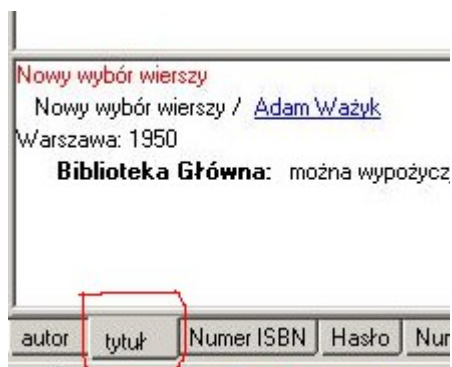 Nowy wybór wierszy
Nowy wybór wierszy / Adam Ważyk
Warszawa: 1950
Biblioteka Główna: można wypożycz
autor tytuł Numer ISBN Hasło Nur